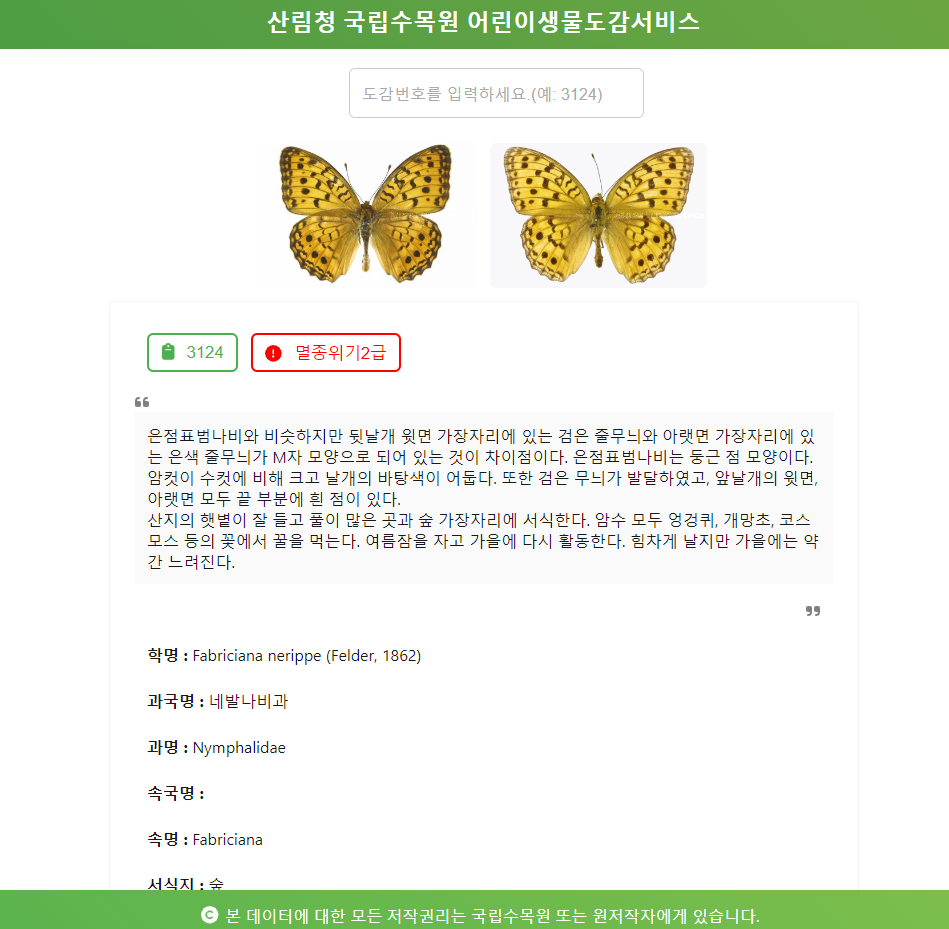 산림청 국립수목원 어린이생물도감서비스
도감번호를 입력하세요.(예: 3124)
3124
멸종위기2급
❝
은점표범나비와 비슷하지만 뒷날개 윗면 가장자리에 있는 검은 줄무늬와 아랫면 가장자리에 있
는 은색 줄무늬가 M자 모양으로 되어 있는 것이 차이점이다. 은점표범나비는 둥근 점 모양이다.
암컷이 수컷에 비해 크고 날개의 바탕색이 어둡다. 또한 검은 무늬가 발달하였고, 앞날개의 윗면,
아랫면 모두 끝 부분에 흰 점이 있다.
산지의 햇볕이 잘 들고 풀이 많은 곳과 숲 가장자리에 서식한다. 암수 모두 엉겅퀴, 개망초, 코스
모스 등의 꽃에서 꿀을 먹는다. 여름잠을 자고 가을에 다시 활동한다. 힘차게 날지만 가을에는 약
간 느려진다.
❞
학명 : Fabriciana nerippe (Felder, 1862)
과국명 : 네발나비과
과명 : Nymphalidae
속국명 :
속명 : Fabriciana
서식지 : 숲
© 본 데이터에 대한 모든 저작권리는 국립수목원 또는 원저작자에게 있습니다.